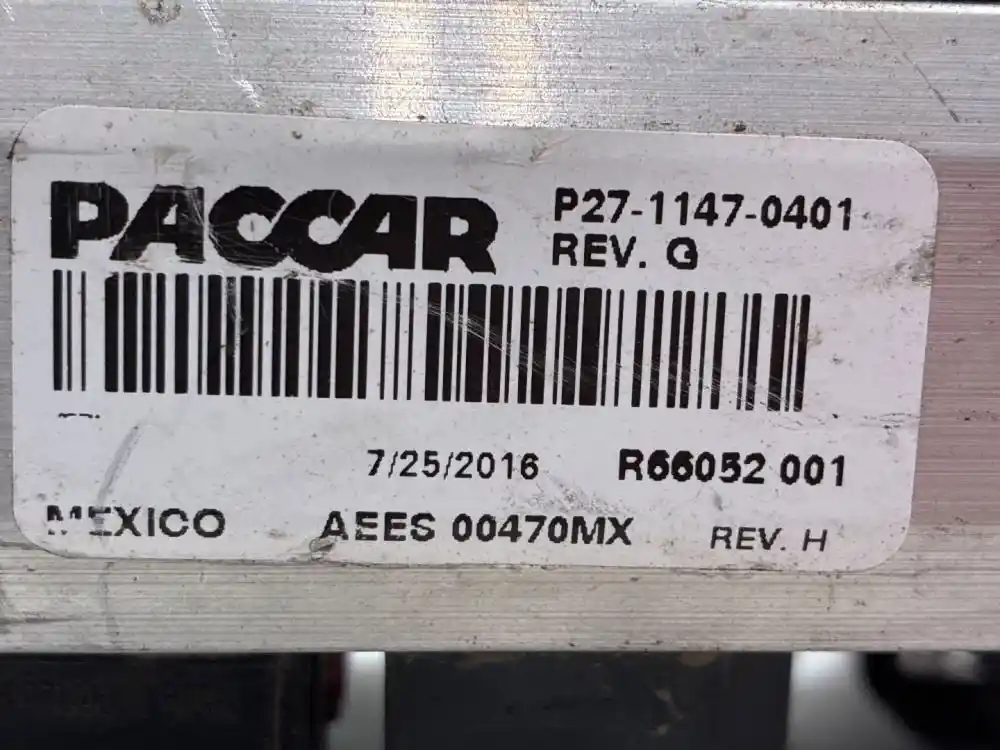 PACCAR
P27-1147-0401
REV. G
7/25/2016 R66052 001
MEXICO AEES 00470MX REV. H